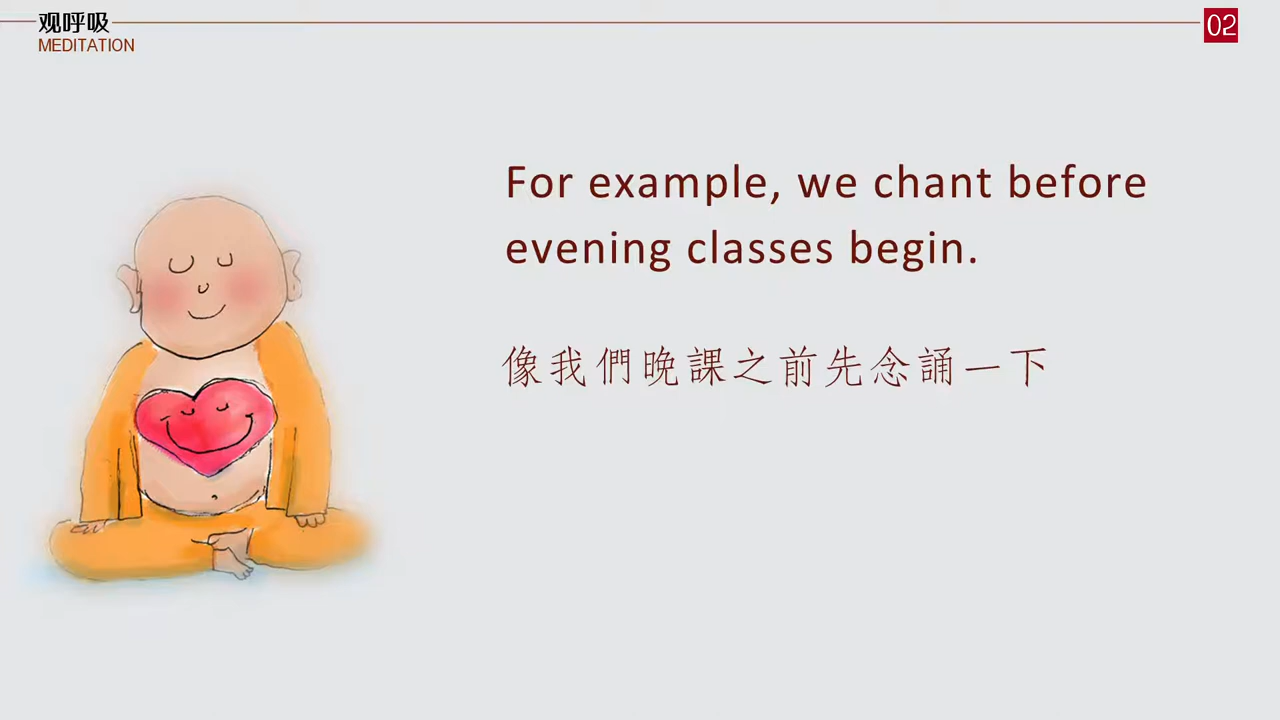 观呼吸
MEDITATION
02
For example, we chant before
evening classes begin.
像我們晚課之前先念誦一下